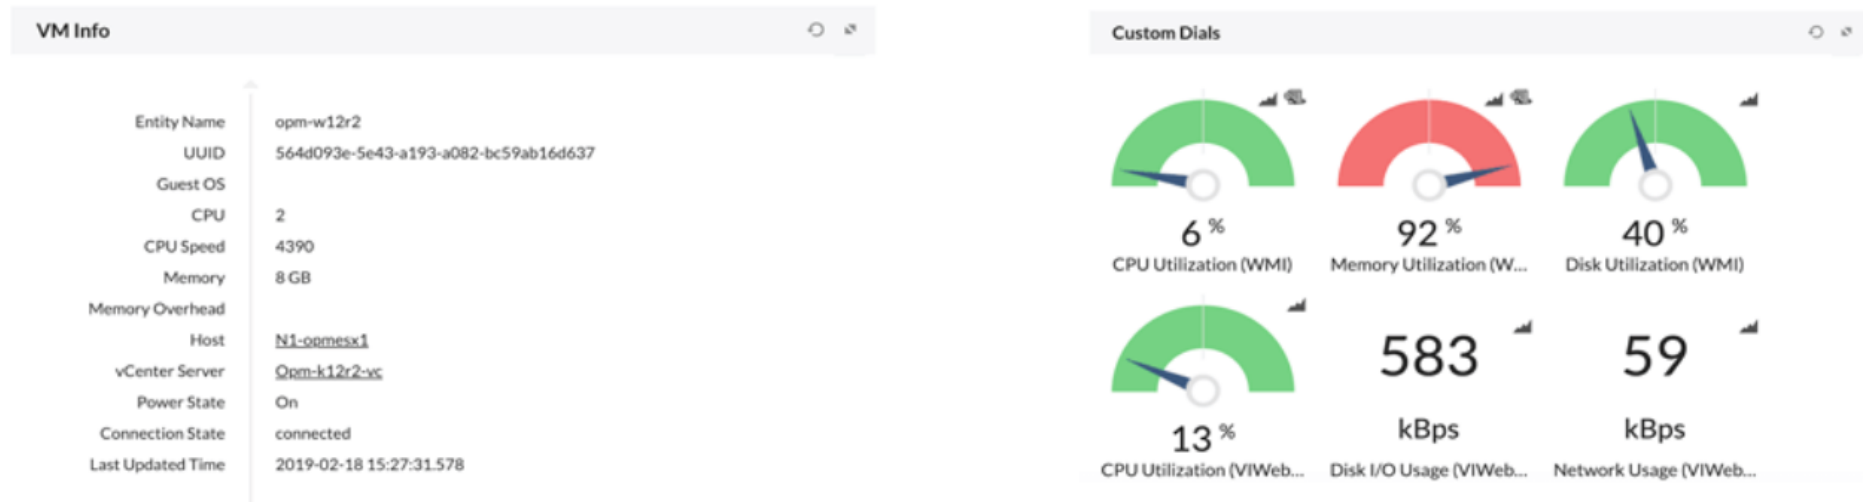 VM Info
Entity Name opm-w12r2
UUID 564d093e-5e43-a193-a082-bc59ab16d637
Guest OS
CPU 2
CPU Speed 4390
Memory 8 GB
Memory Overhead
Host N1-opmesx1
vCenter Server Opm-k12r2-vc
Power State On
Connection State connected
Last Updated Time 2019-02-18 15:27:31.578
Custom Dials
6 % 92 % 40 %
CPU Utilization (WMI) Memory Utilization (W... Disk Utilization (WMI)
13 % 583 kBps 59 kBps
CPU Utilization (VIWeb... Disk I/O Usage (VIWeb... Network Usage (VIWeb...